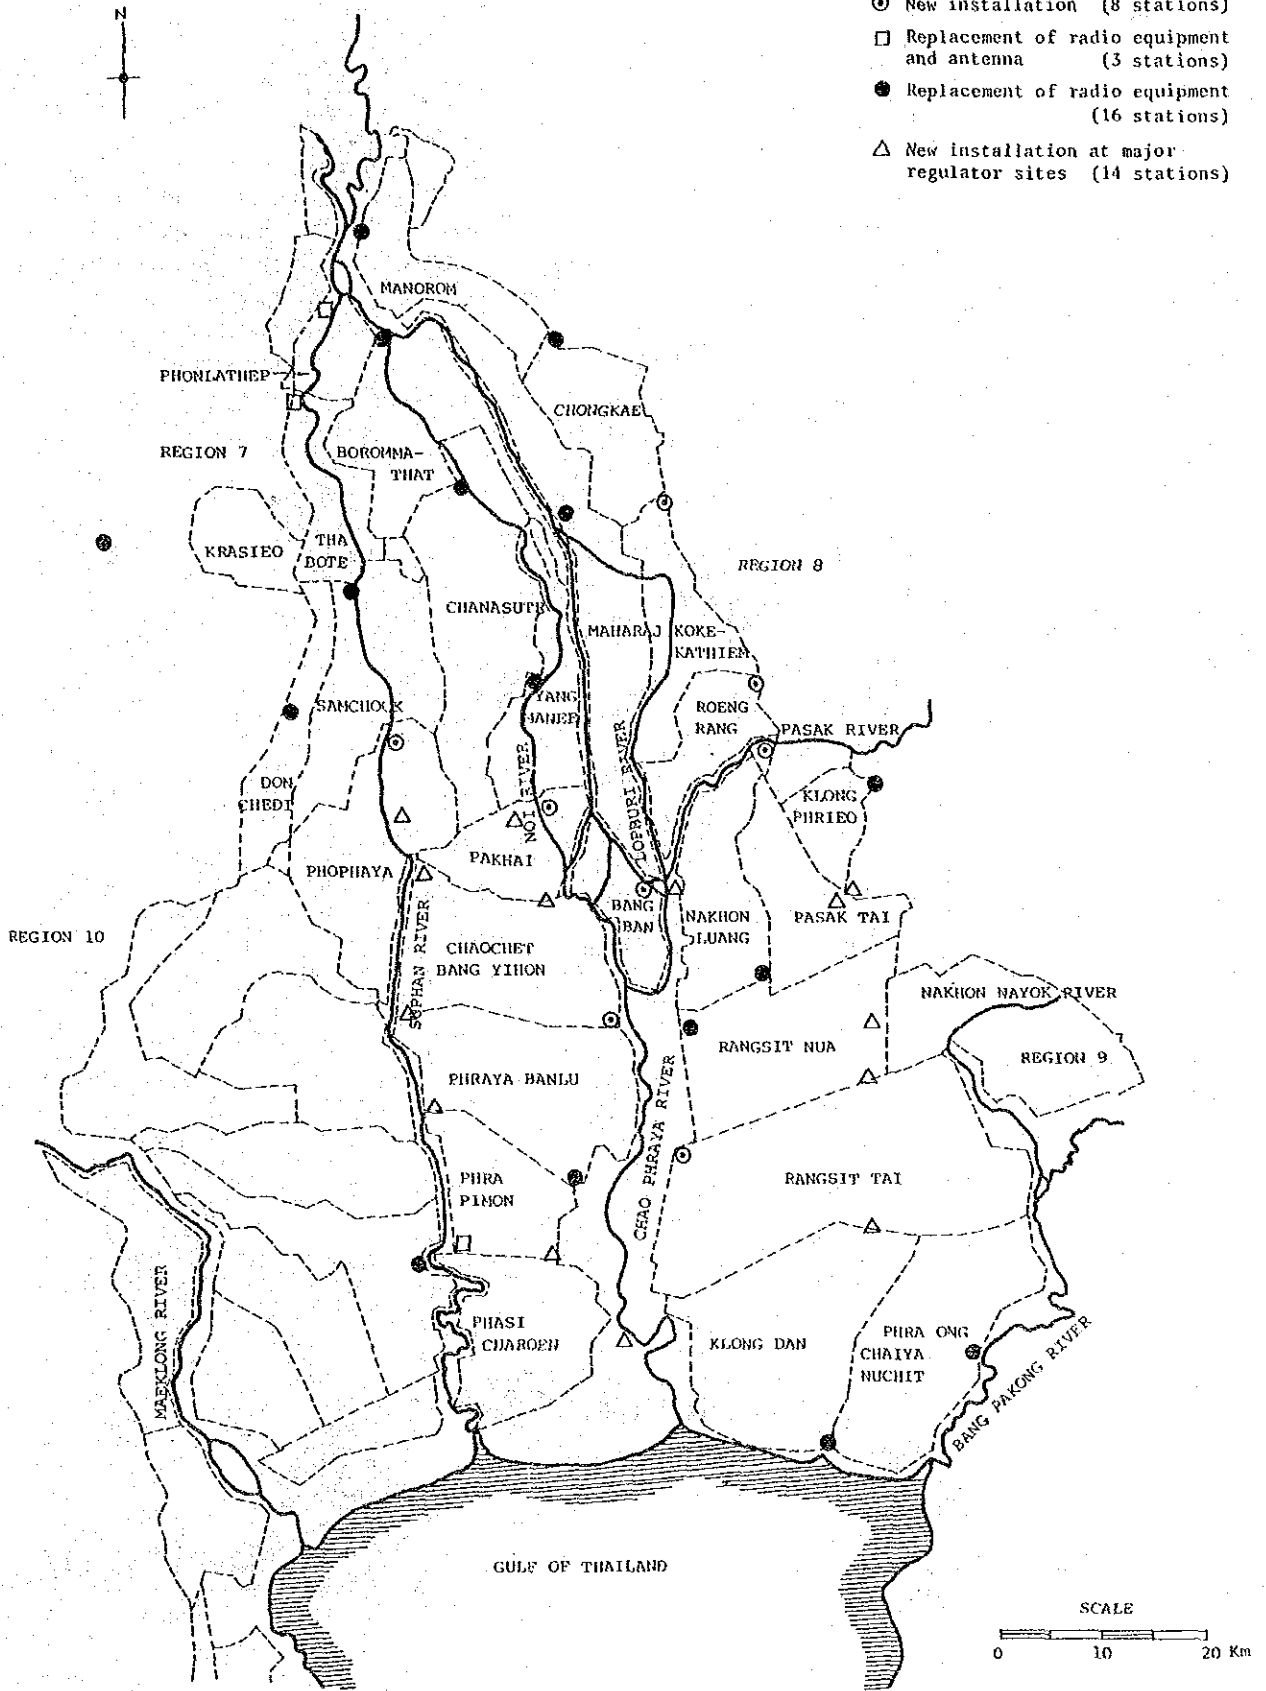 N
New installation (8 stations)
Replacement of radio equipment
and antenna (3 stations)
Replacement of radio equipment
(16 stations)
New installation at major
regulator sites (14 stations)
MANOROM
PHONLATHEP
CHONGKAE
REGION 7
BOROMMA-
THAT
KRASIEO
THA
BOTE
REGION 8
CHANASUTR
MAHARAJ
KOKE-
KATHIEM
SAMCHOOK
YANG
MANEE
ROENG
RANG
PASAK RIVER
DON
CHEDI
NOI RIVER
LOPBURI RIVER
KLONG
PHRIEO
PHOPHAYA
PAKHAI
BANG
BAN
NAKHON
LUANG
PASAK TAI
REGION 10
SUPHAN RIVER
CHAOCHET
BANG YIHON
NAKHON NAYOK RIVER
RANGSIT NUA
REGION 9
PHRAYA BANLU
CHAO PHRAYA RIVER
PHRA
PIMON
RANGSIT TAI
MAEKLONG RIVER
PHASI
CHAROEN
KLONG DAN
PHRA ONG
CHAIYA
NUCHIT
BANG PAKONG RIVER
GULF OF THAILAND
SCALE
0 10 20 Km